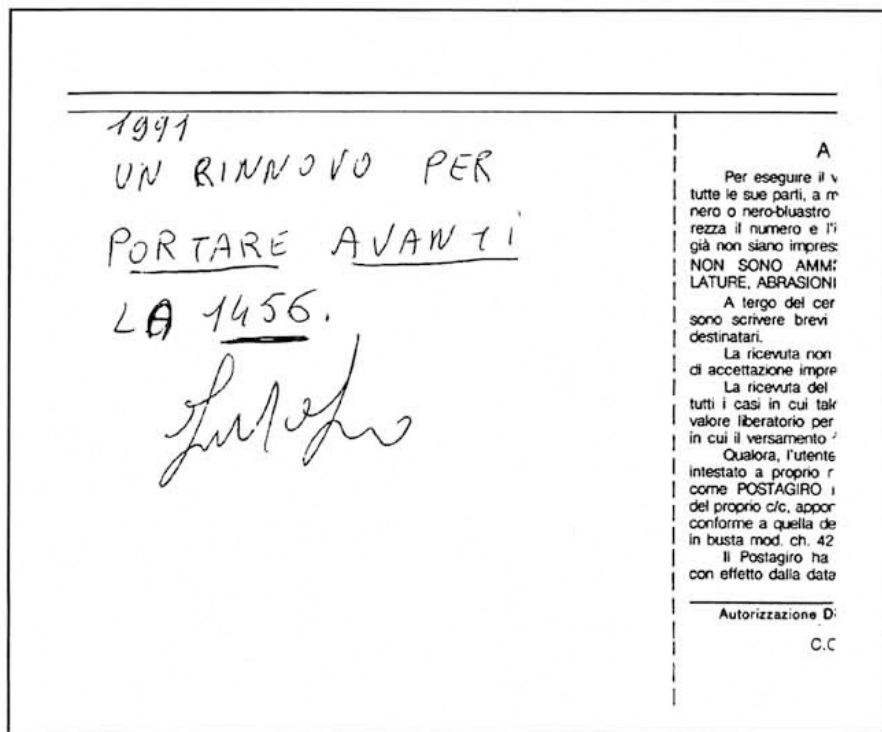 1991
UN RINNOVO PER
PORTARE AVANTI
LA 1456.
A
Per eseguire il v
tutte le sue parti, a m
nero o nero-bluastro
rezza il numero e l'i
già non siano impres
NON SONO AMM
LATURE, ABRASIONI
A tergo del cer
sono scrivere brevi
destinatari.
La ricevuta non
di accettazione impre
La ricevuta del
tutti i casi in cui tak
valore liberatorio per
in cui il versamento
Qualora, l'utente
intestato a proprio r
come POSTAGIRO i
del proprio c/c, appor
conforme a quella de
in busta mod. ch. 42
Il Postagiro ha
con effetto dalla data
Autorizzazione D
C.C